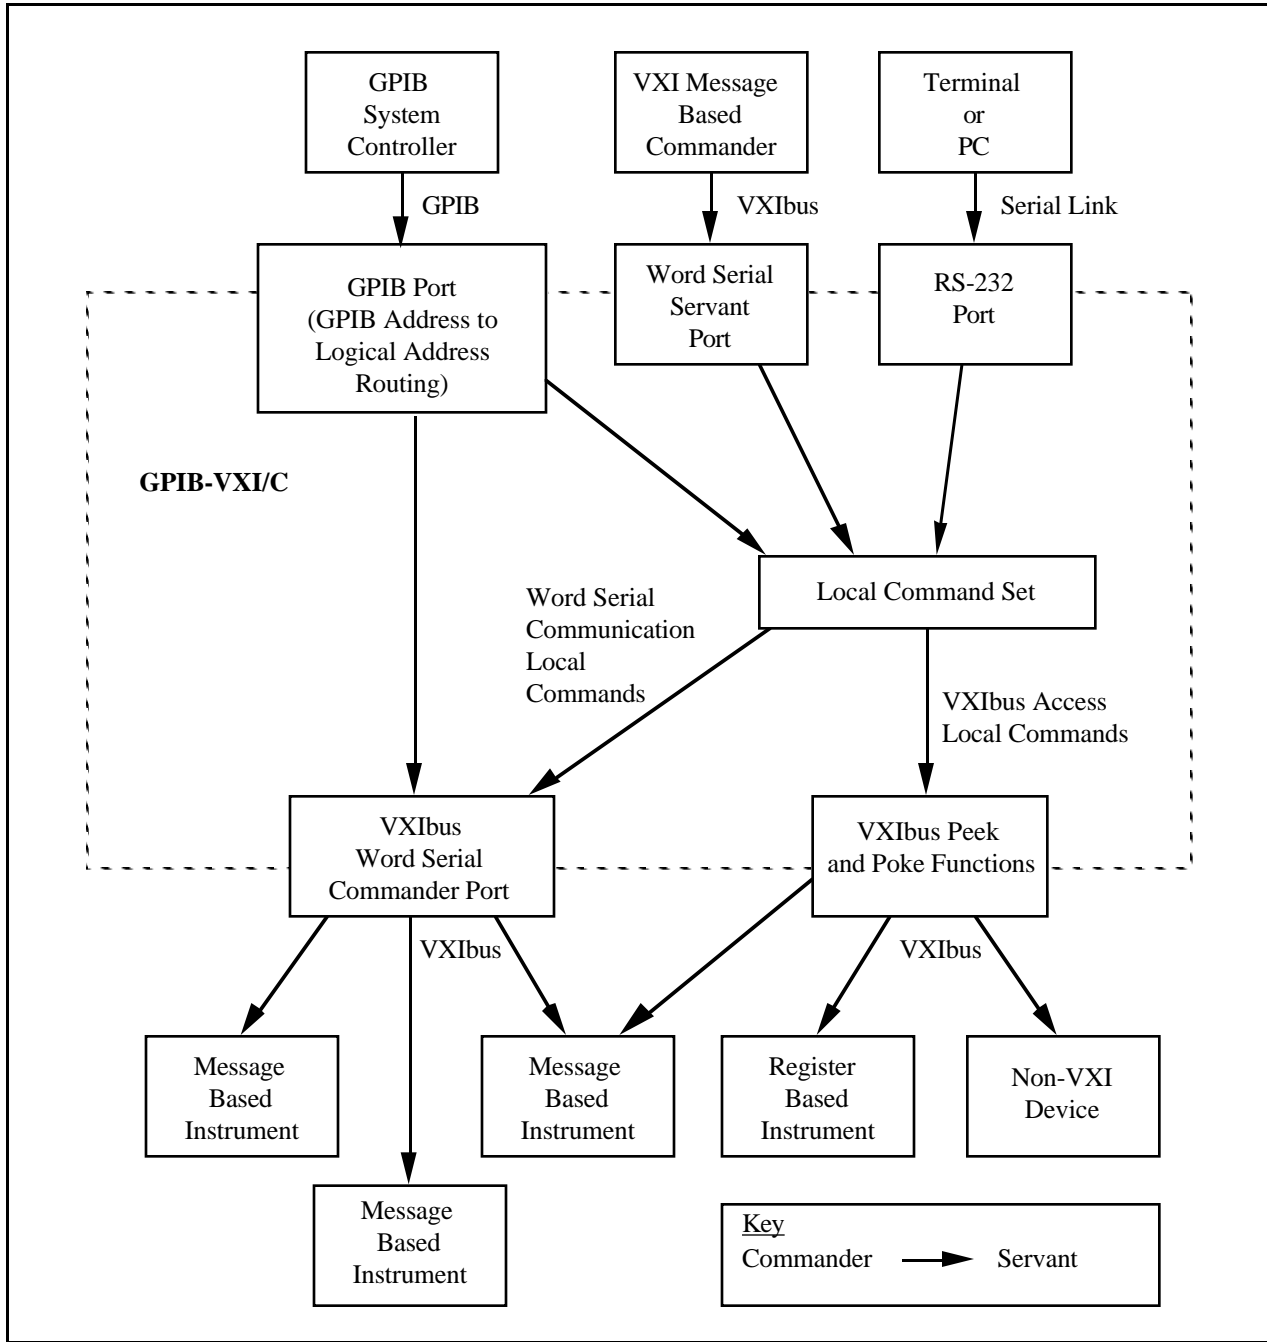 GPIB
System
Controller
VXI Message
Based
Commander
Terminal
or
PC
GPIB
VXIbus
Serial Link
GPIB Port
(GPIB Address to
Logical Address
Routing)
Word Serial
Servant
Port
RS-232
Port
GPIB-VXI/C
Local Command Set
Word Serial
Communication
Local
Commands
VXIbus Access
Local Commands
VXIbus
Word Serial
Commander Port
VXIbus Peek
and Poke Functions
VXIbus
VXIbus
Message
Based
Instrument
Message
Based
Instrument
Register
Based
Instrument
Non-VXI
Device
Message
Based
Instrument
Key
Commander
Servant